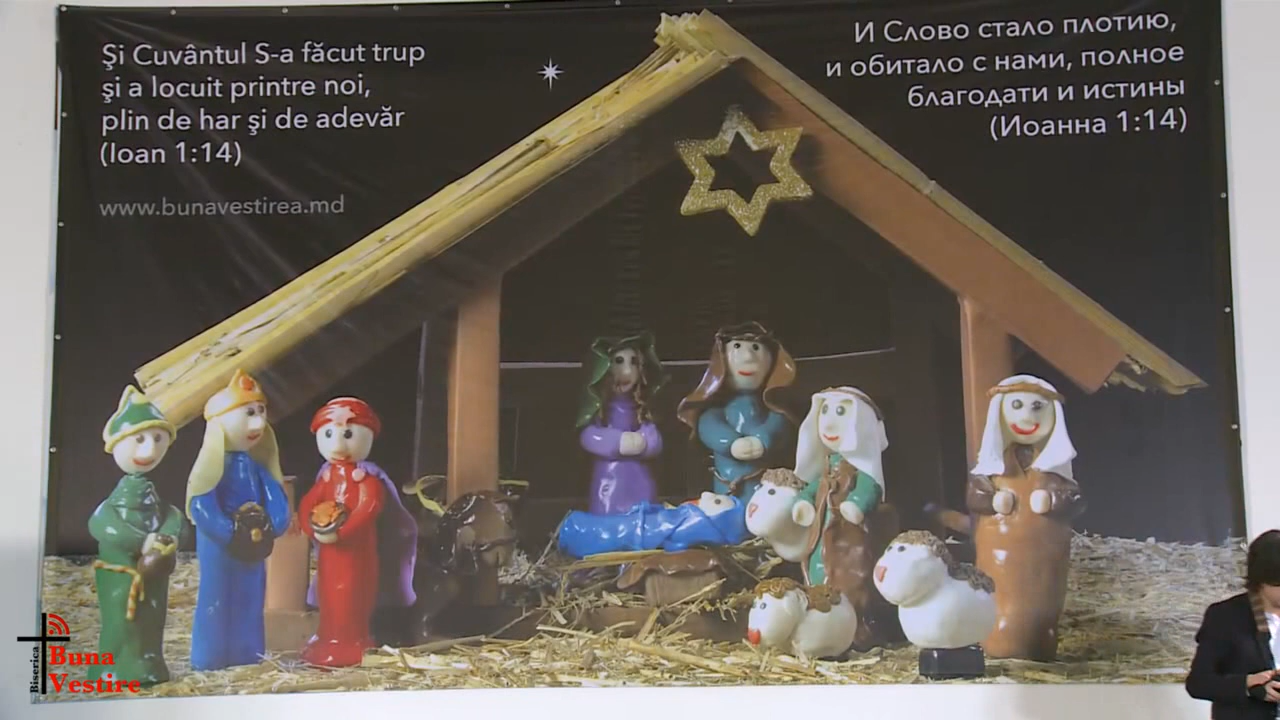 Şi Cuvântul S-a făcut trup
şi a locuit printre noi,
plin de har şi de adevăr
(Ioan 1:14)
www.bunavestirea.md
И Слово стало плотию,
и обитало с нами, полное
благодати и истины
(Иоанна 1:14)
Biserica
Buna
Vestire